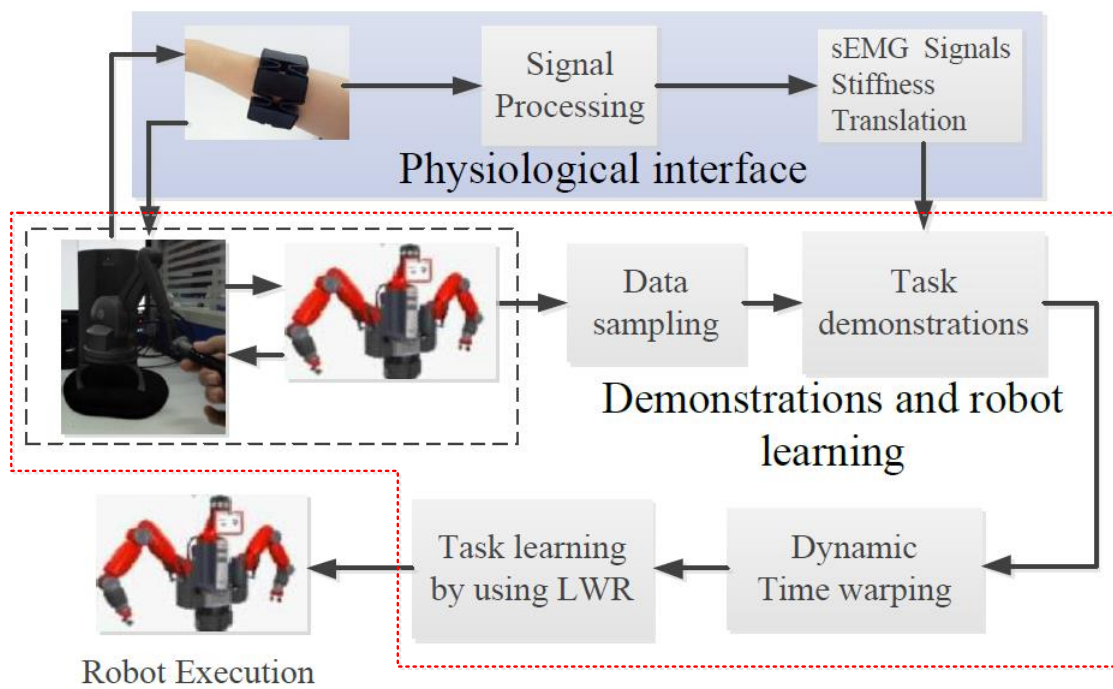 Signal
Processing
sEMG Signals
Stiffness
Translation
Physiological interface
Data
sampling
Task
demonstrations
Demonstrations and robot
learning
Task learning
by using LWR
Dynamic
Time warping
Robot Execution